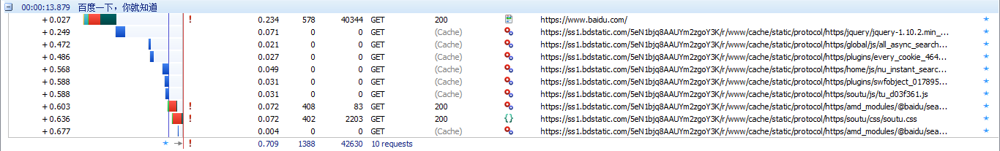 00:00:13.879 百度一下，你就知道
+ 0.027 ! 0.234 578 40344 GET 200 https://www.baidu.com/
+ 0.249 0.071 0 0 GET (Cache) https://ss1.bdstatic.com/5eN1bjq8AAUYm2zgoY3K/r/www/cache/static/protocol/https/jquery/jquery-1.10.2.min_...
+ 0.472 0.021 0 0 GET (Cache) https://ss1.bdstatic.com/5eN1bjq8AAUYm2zgoY3K/r/www/cache/static/protocol/https/global/js/all_async_search...
+ 0.486 0.027 0 0 GET (Cache) https://ss1.bdstatic.com/5eN1bjq8AAUYm2zgoY3K/r/www/cache/static/protocol/https/plugins/every_cookie_464...
+ 0.568 0.049 0 0 GET (Cache) https://ss1.bdstatic.com/5eN1bjq8AAUYm2zgoY3K/r/www/cache/static/protocol/https/home/js/nu_instant_searc...
+ 0.588 0.031 0 0 GET (Cache) https://ss1.bdstatic.com/5eN1bjq8AAUYm2zgoY3K/r/www/cache/static/protocol/https/plugins/swfobject_017895...
+ 0.588 0.031 0 0 GET (Cache) https://ss1.bdstatic.com/5eN1bjq8AAUYm2zgoY3K/r/www/cache/static/protocol/https/soutu/js/tu_d03f361.js
+ 0.603 ! 0.072 408 83 GET 200 https://ss1.bdstatic.com/5eN1bjq8AAUYm2zgoY3K/r/www/cache/static/protocol/https/amd_modules/@baidu/sea...
+ 0.636 ! 0.072 402 2203 GET 200 https://ss1.bdstatic.com/5eN1bjq8AAUYm2zgoY3K/r/www/cache/static/protocol/https/soutu/css/soutu.css
+ 0.677 0.004 0 0 GET (Cache) https://ss1.bdstatic.com/5eN1bjq8AAUYm2zgoY3K/r/www/cache/static/protocol/https/amd_modules/@baidu/sea...
! 0.709 1388 42630 10 requests